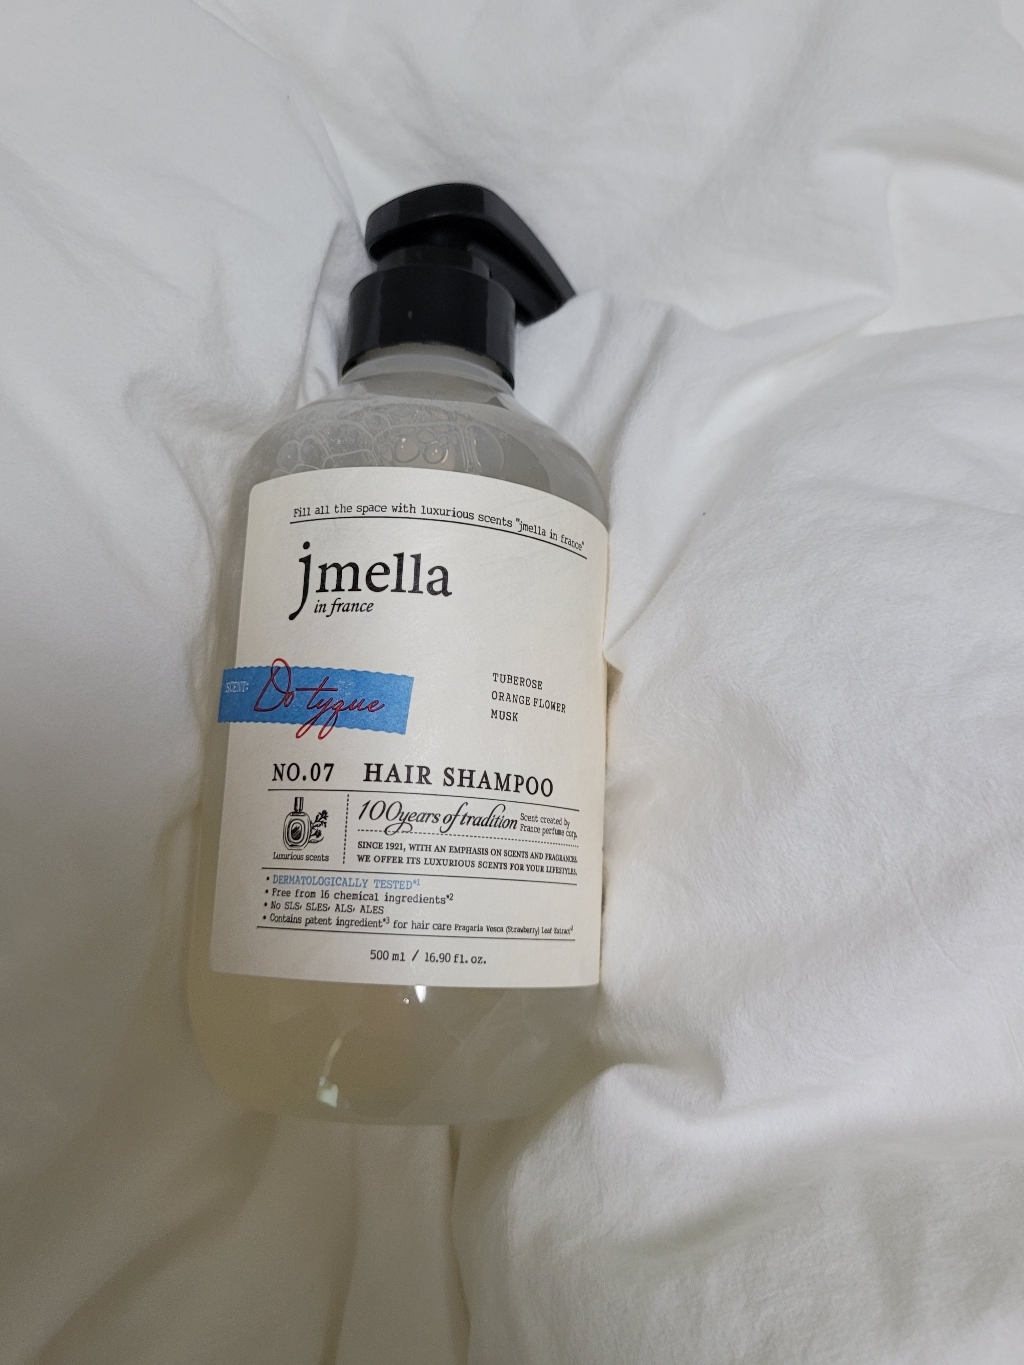 Fill all the space with luxurious scents "jmella in france"
jmella
in france
SCENT: Do tyque
TUBEROSE
ORANGE FLOWER
MUSK
NO.07 HAIR SHAMPOO
Luxurious scents
100years of tradition
Scent created by
France perfume corp.
SINCE 1921, WITH AN EMPHASIS ON SCENTS AND FRAGRANCES,
WE OFFER ITS LUXURIOUS SCENTS FOR YOUR LIFESTYLES.
• DERMATOLOGICALLY TESTED*1
• Free from 16 chemical ingredients*2
• No SLS, SLES, ALS, ALES
• Contains patent ingredient*3 for hair care Fragaria Vesca (Strawberry) Leaf Extract*3
500 ml / 16.90 fl. oz.